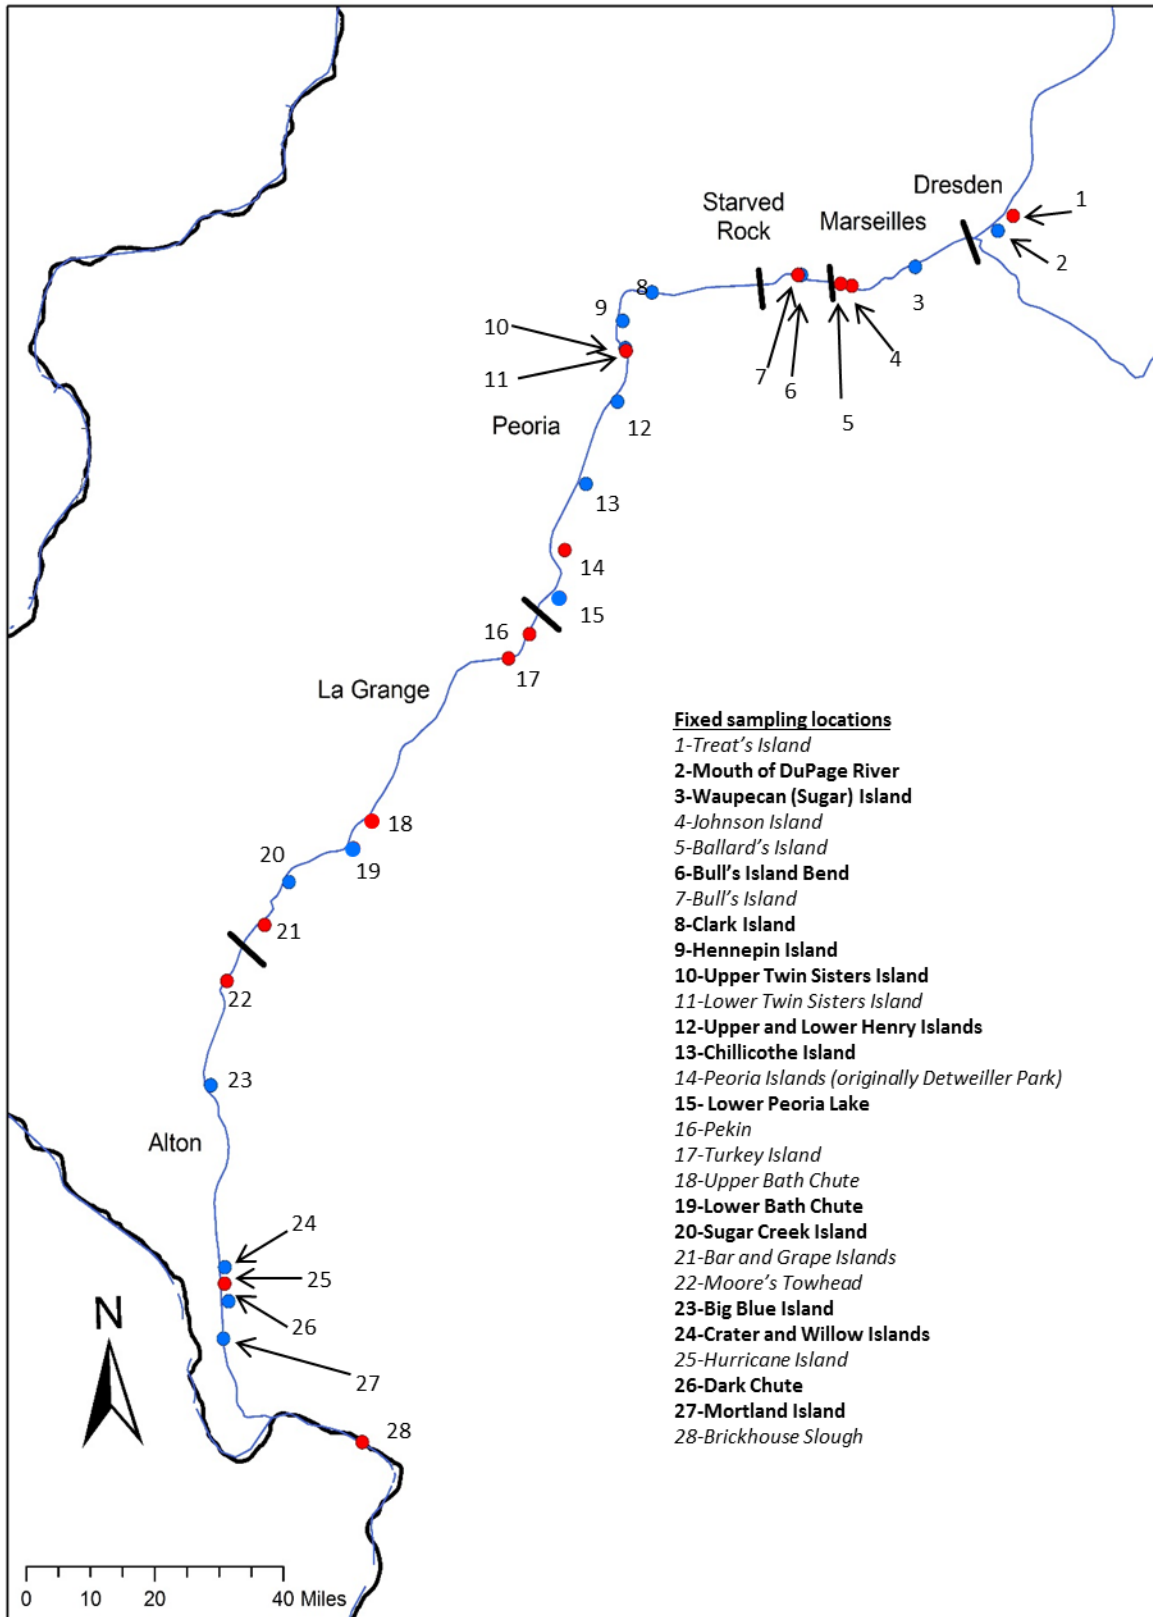 Dresden
1
Starved
Rock
Marseilles
2
3
8
9
10
4
7
6
11
5
Peoria
12
13
14
15
16
17
La Grange
18
20
19
21
22
23
Alton
24
25
26
27
28
N
0 10 20 40 Miles
Fixed sampling locations
1-Treat's Island
2-Mouth of DuPage River
3-Waupecan (Sugar) Island
4-Johnson Island
5-Ballard's Island
6-Bull's Island Bend
7-Bull's Island
8-Clark Island
9-Hennepin Island
10-Upper Twin Sisters Island
11-Lower Twin Sisters Island
12-Upper and Lower Henry Islands
13-Chillicothe Island
14-Peoria Islands (originally Detweiller Park)
15- Lower Peoria Lake
16-Pekin
17-Turkey Island
18-Upper Bath Chute
19-Lower Bath Chute
20-Sugar Creek Island
21-Bar and Grape Islands
22-Moore's Towhead
23-Big Blue Island
24-Crater and Willow Islands
25-Hurricane Island
26-Dark Chute
27-Mortland Island
28-Brickhouse Slough